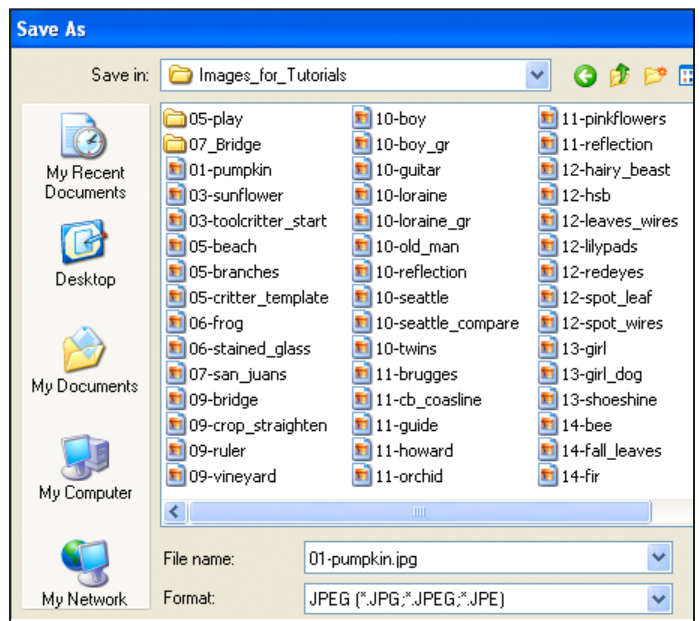 Save As
Save in:
Images_for_Tutorials
My Recent
Documents
Desktop
My Documents
My Computer
My Network
05-play
07_Bridge
01-pumpkin
03-sunflower
03-toolcritter_start
05-beach
05-branches
05-critter_template
06-frog
06-stained_glass
07-san_juans
09-bridge
09-crop_straighten
09-ruler
09-vineyard
10-boy
10-boy_gr
10-guitar
10-loraine
10-loraine_gr
10-old_man
10-reflection
10-seattle
10-seattle_compare
10-twins
11-brugges
11-cb_coasline
11-guide
11-howard
11-orchid
11-pinkflowers
11-reflection
12-hairy_beast
12-hsb
12-leaves_wires
12-lilypads
12-redeyes
12-spot_leaf
12-spot_wires
13-girl
13-girl_dog
13-shoeshine
14-bee
14-fall_leaves
14-fir
File name:
01-pumpkin.jpg
Format:
JPEG (*.JPG;*.JPEG;*.JPE)